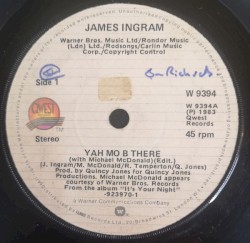 JAMES INGRAM
Warner Bros. Music Ltd/Rondor Music
(Ldn) Ltd./Rodsongs/Carlin Music
Corp./Copyright Control
Side 1
W 9394
QWEST
RECORDS
W 9394A
(P) 1983
Qwest
Records
Stereo
45 rpm
YAH MO B THERE
(with Michael McDonald)(Edit.)
(J. Ingram/M. McDonald/R. Temperton/Q. Jones)
Prod. by Quincy Jones for Quincy Jones
Productions. Michael McDonald appears
courtesy of Warner Bros. Records
From the album "It's Your Night"
-923970-1